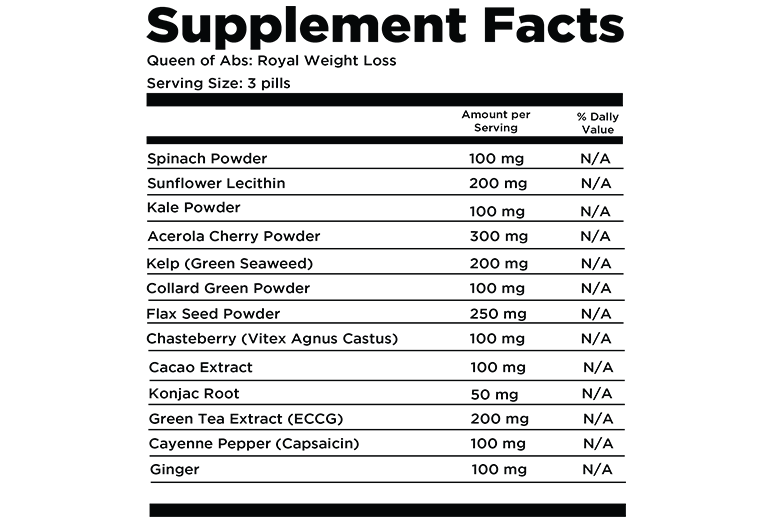 Supplement Facts
Queen of Abs: Royal Weight Loss
Serving Size: 3 pills
Amount per Serving % Dally Value
Spinach Powder 100 mg N/A
Sunflower Lecithin 200 mg N/A
Kale Powder 100 mg N/A
Acerola Cherry Powder 300 mg N/A
Kelp (Green Seaweed) 200 mg N/A
Collard Green Powder 100 mg N/A
Flax Seed Powder 250 mg N/A
Chasteberry (Vitex Agnus Castus) 100 mg N/A
Cacao Extract 100 mg N/A
Konjac Root 50 mg N/A
Green Tea Extract (ECCG) 200 mg N/A
Cayenne Pepper (Capsaicin) 100 mg N/A
Ginger 100 mg N/A